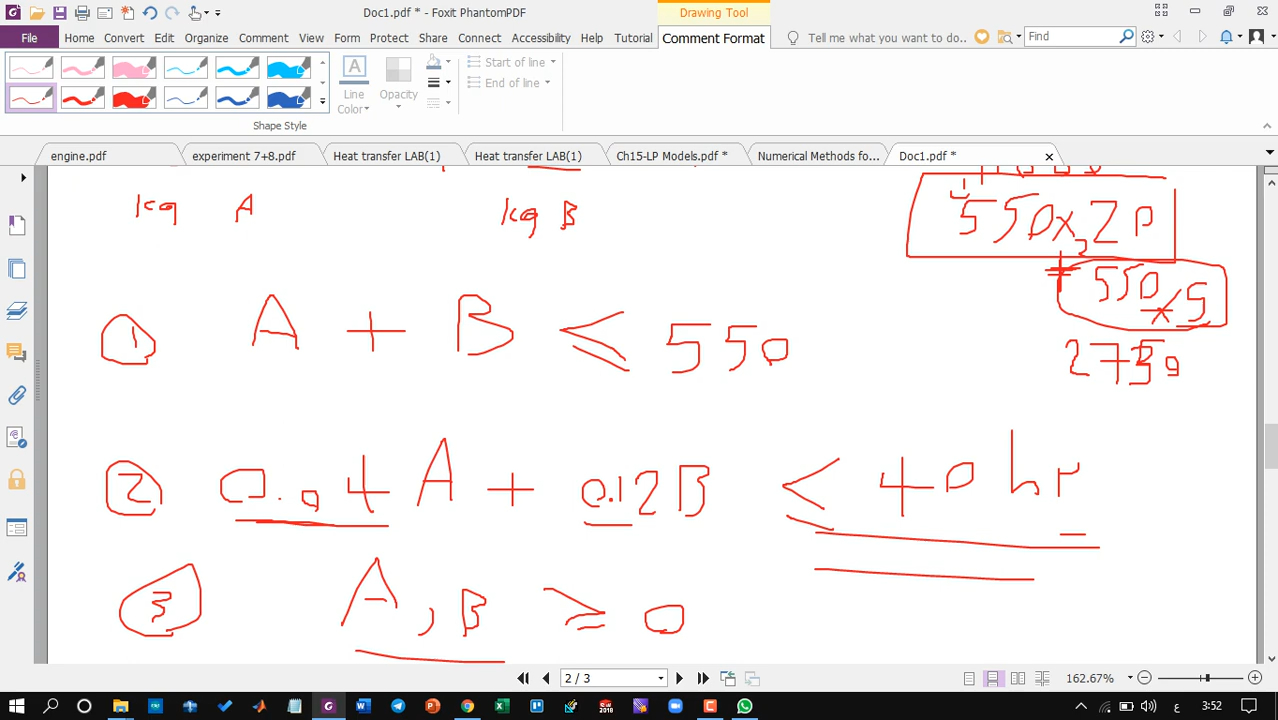 Doc1.pdf * - Foxit PhantomPDF
Drawing Tool
File Home Convert Edit Organize Comment View Form Protect Share Connect Accessibility Help Tutorial Comment Format Tell me what you want to do.. Find
Line Color Opacity
Start of line
End of line
Shape Style
engine.pdf experiment 7+8.pdf Heat transfer LAB(1) Heat transfer LAB(1) Ch15-LP Models.pdf * Numerical Methods fo... Doc1.pdf *
kg A kg B
550x20
550x5
2750
1 A + B ≤ 550
2 0.04A + 0.12B ≤ 40 hr
3 A, B ≥ 0
2 / 3 162.67%
3:52